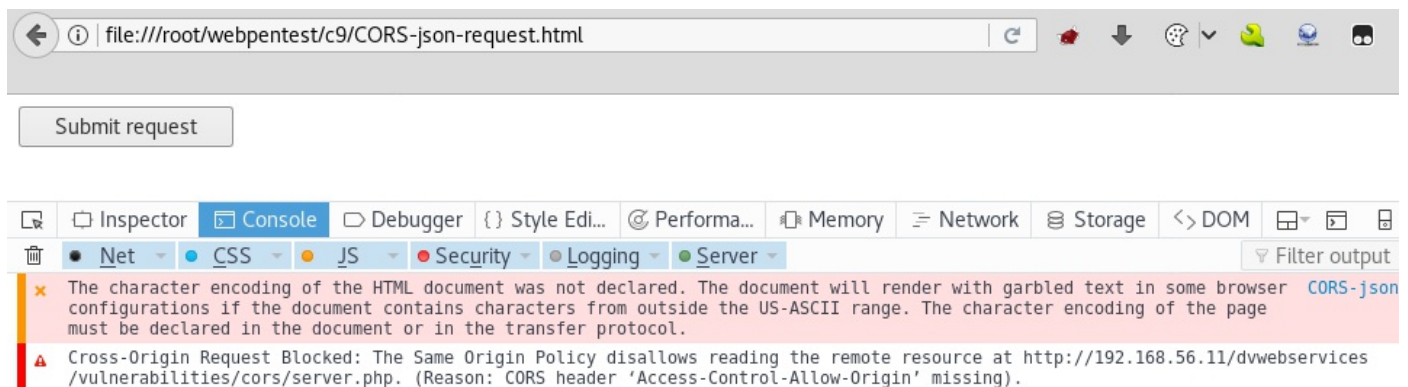 file:///root/webpentest/c9/CORS-json-request.html
Submit request
Inspector Console Debugger {} Style Edi... Performa... Memory Network Storage DOM
Net CSS JS Security Logging Server Filter output
The character encoding of the HTML document was not declared. The document will render with garbled text in some browser CORS-json
configurations if the document contains characters from outside the US-ASCII range. The character encoding of the page
must be declared in the document or in the transfer protocol.
Cross-Origin Request Blocked: The Same Origin Policy disallows reading the remote resource at http://192.168.56.11/dvwebservices
/vulnerabilities/cors/server.php. (Reason: CORS header ‘Access-Control-Allow-Origin’ missing).